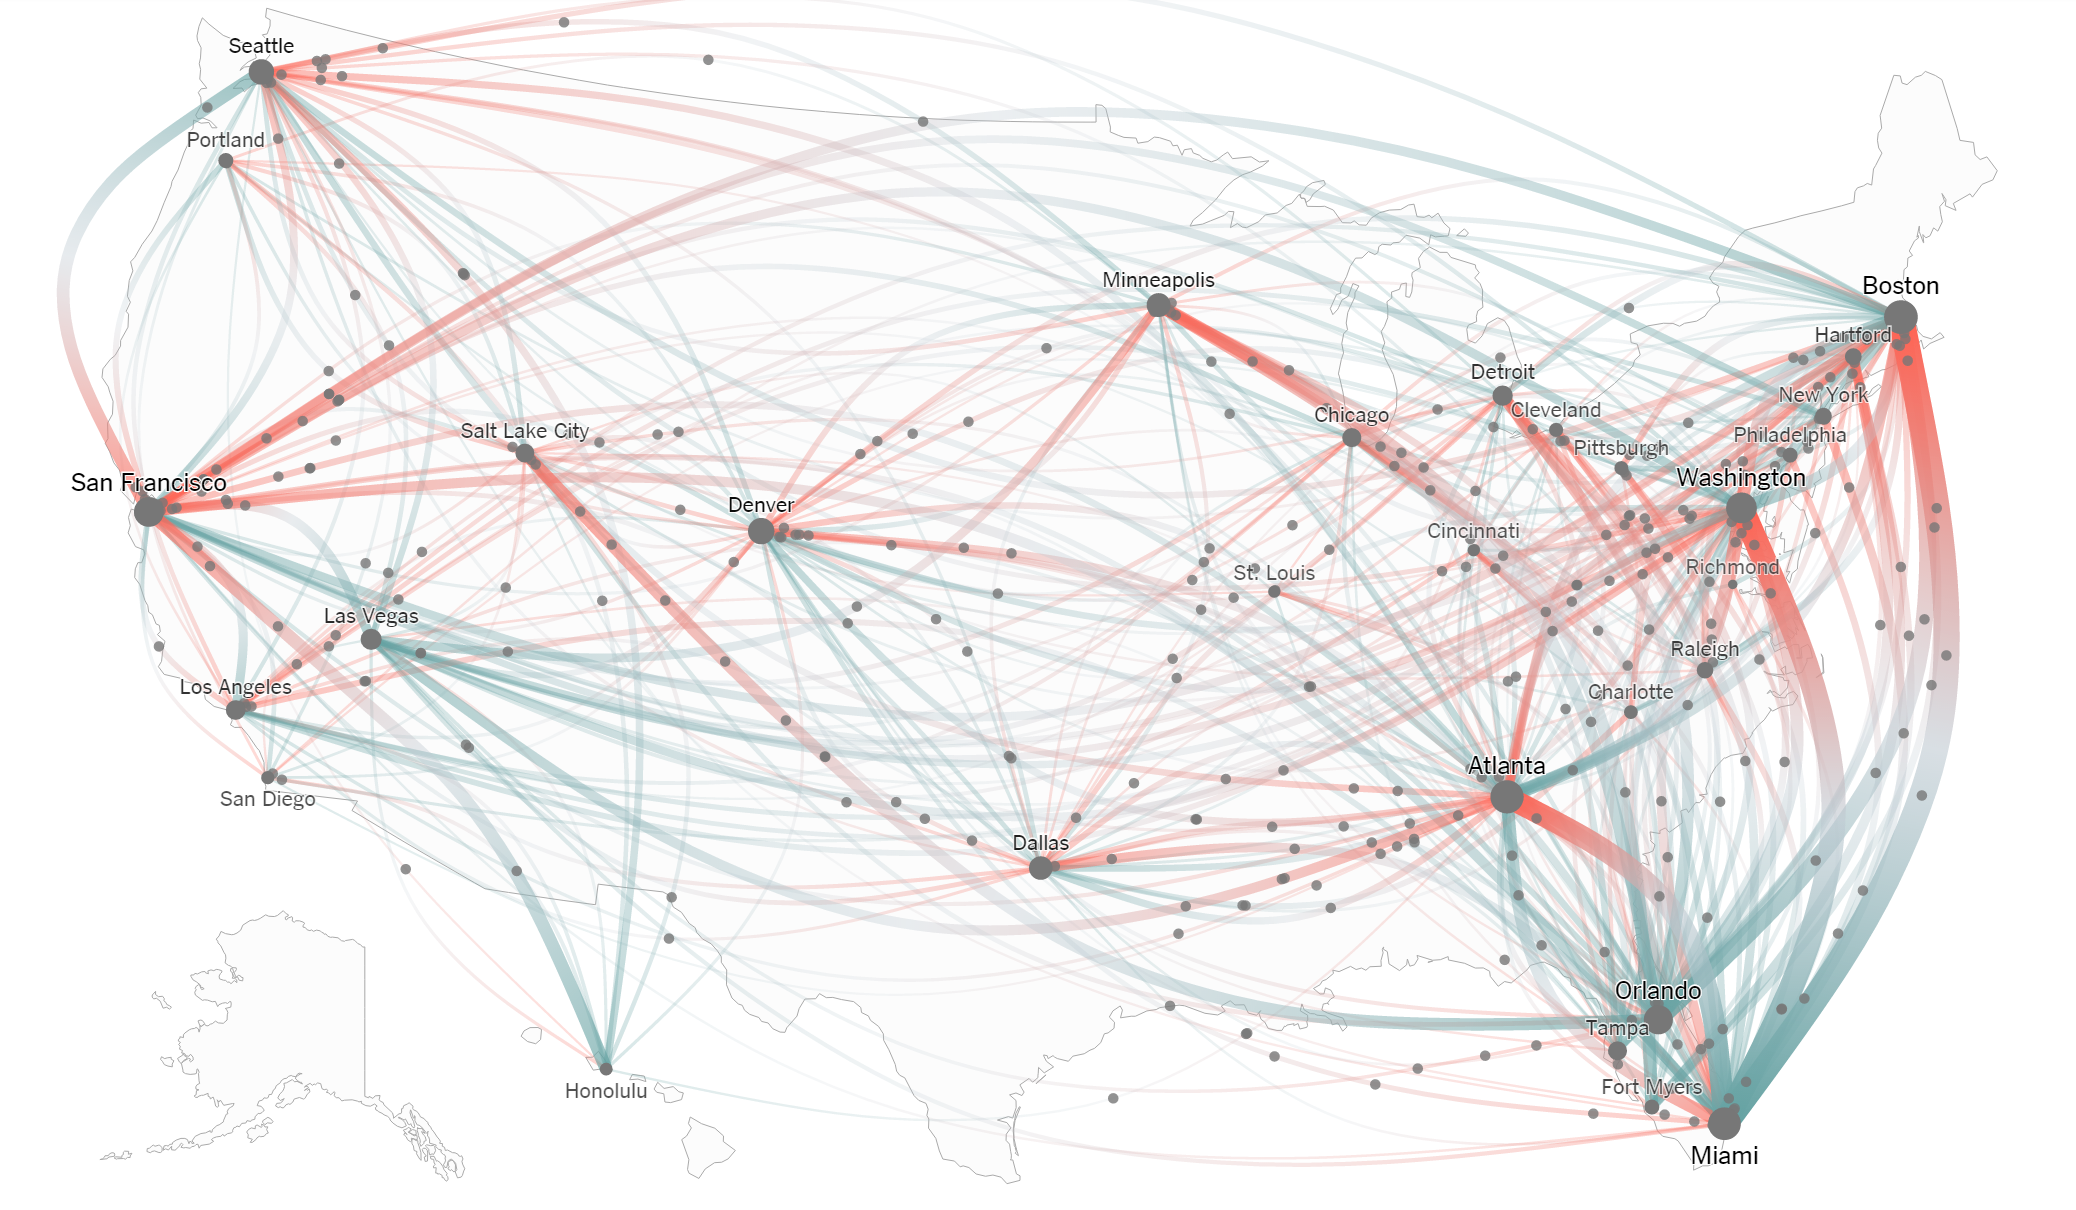 Seattle
Portland
Minneapolis
Boston
Hartford
Detroit
New York
Cleveland
Chicago
Salt Lake City
Philadelphia
Pittsburgh
Washington
San Francisco
Denver
Cincinnati
Richmond
St. Louis
Las Vegas
Raleigh
Los Angeles
Charlotte
Atlanta
San Diego
Dallas
Orlando
Tampa
Fort Myers
Honolulu
Miami